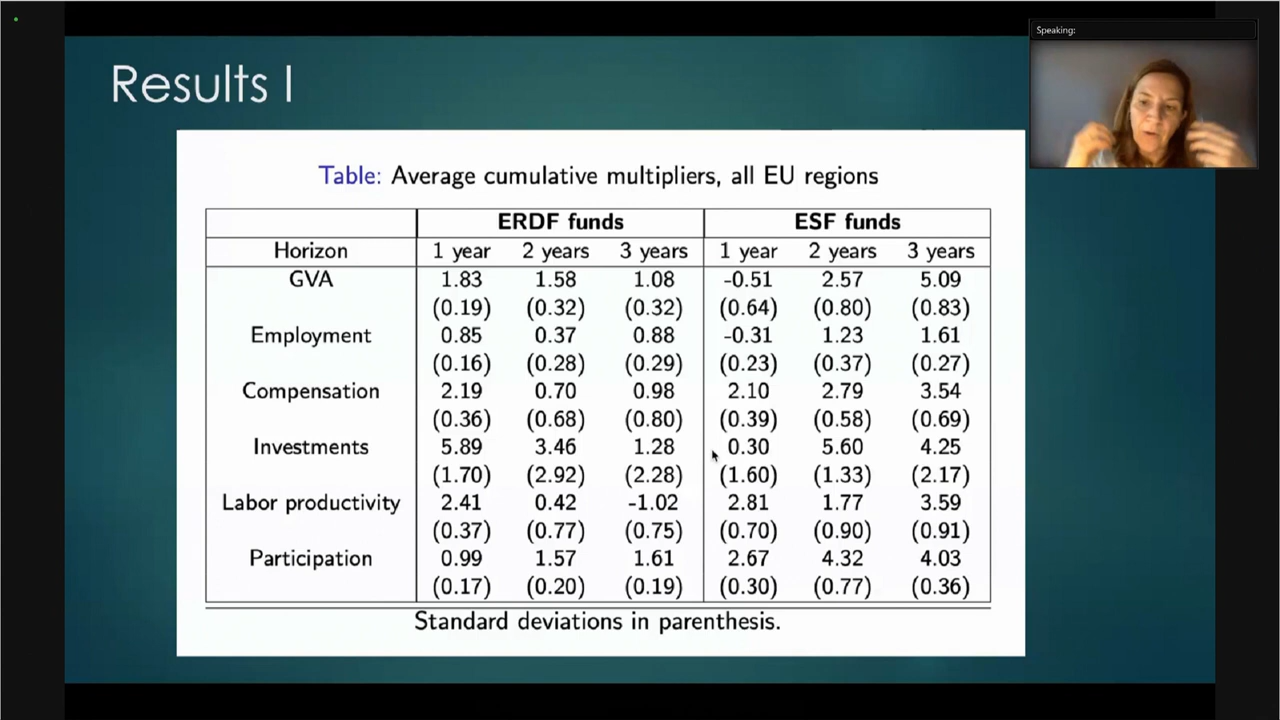 Speaking:
Results I
Table: Average cumulative multipliers, all EU regions
ERDF funds ESF funds
Horizon 1 year 2 years 3 years 1 year 2 years 3 years
GVA 1.83 1.58 1.08 -0.51 2.57 5.09
(0.19) (0.32) (0.32) (0.64) (0.80) (0.83)
Employment 0.85 0.37 0.88 -0.31 1.23 1.61
(0.16) (0.28) (0.29) (0.23) (0.37) (0.27)
Compensation 2.19 0.70 0.98 2.10 2.79 3.54
(0.36) (0.68) (0.80) (0.39) (0.58) (0.69)
Investments 5.89 3.46 1.28 0.30 5.60 4.25
(1.70) (2.92) (2.28) (1.60) (1.33) (2.17)
Labor productivity 2.41 0.42 -1.02 2.81 1.77 3.59
(0.37) (0.77) (0.75) (0.70) (0.90) (0.91)
Participation 0.99 1.57 1.61 2.67 4.32 4.03
(0.17) (0.20) (0.19) (0.30) (0.77) (0.36)
Standard deviations in parenthesis.